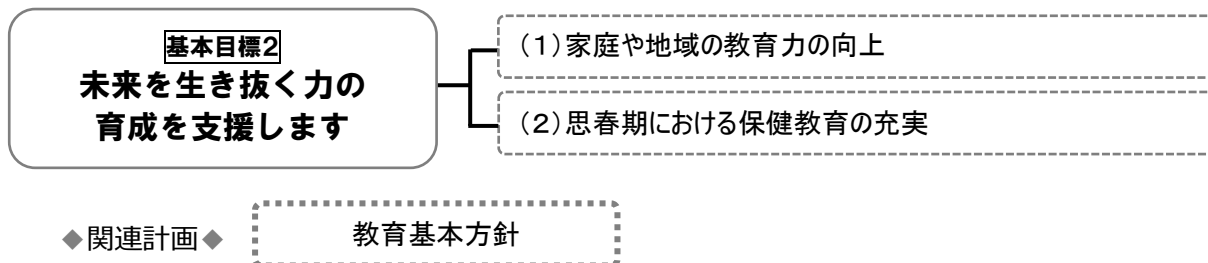 基本目標2
未来を生き抜く力の
育成を支援します
（1）家庭や地域の教育力の向上
（2）思春期における保健教育の充実
◆関連計画◆
教育基本方針